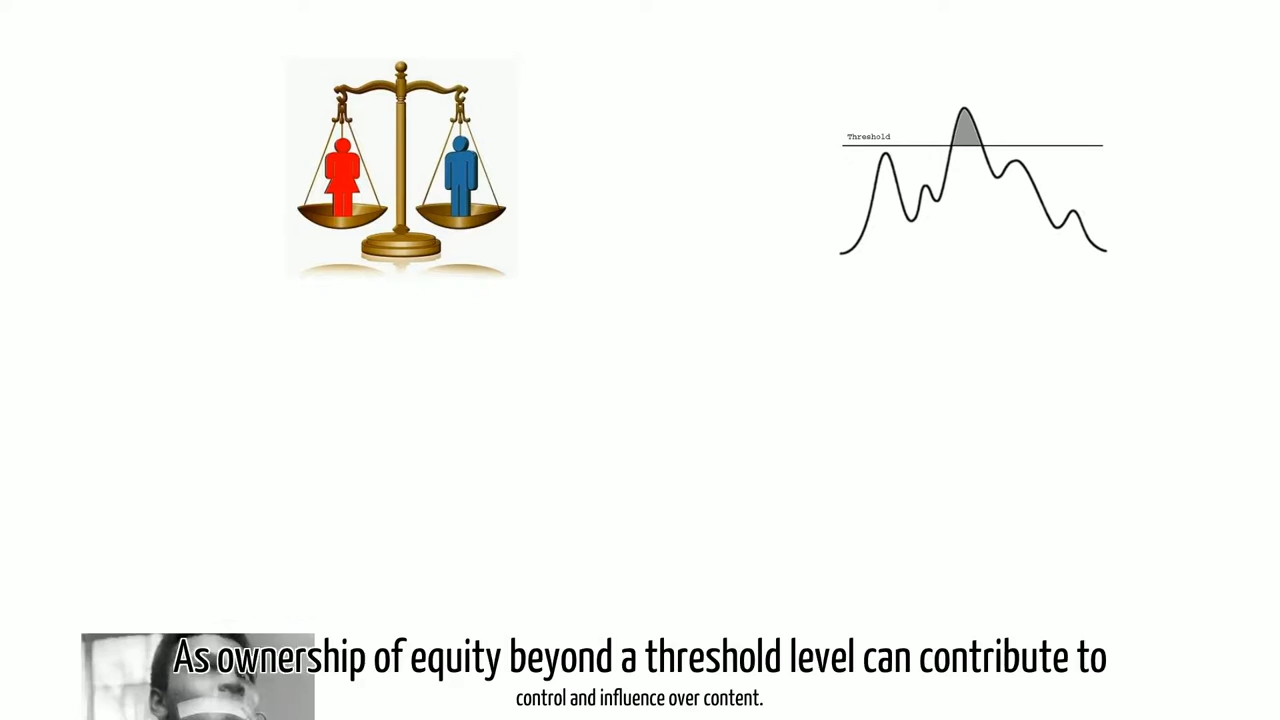 Threshold
As ownership of equity beyond a threshold level can contribute to
control and influence over content.